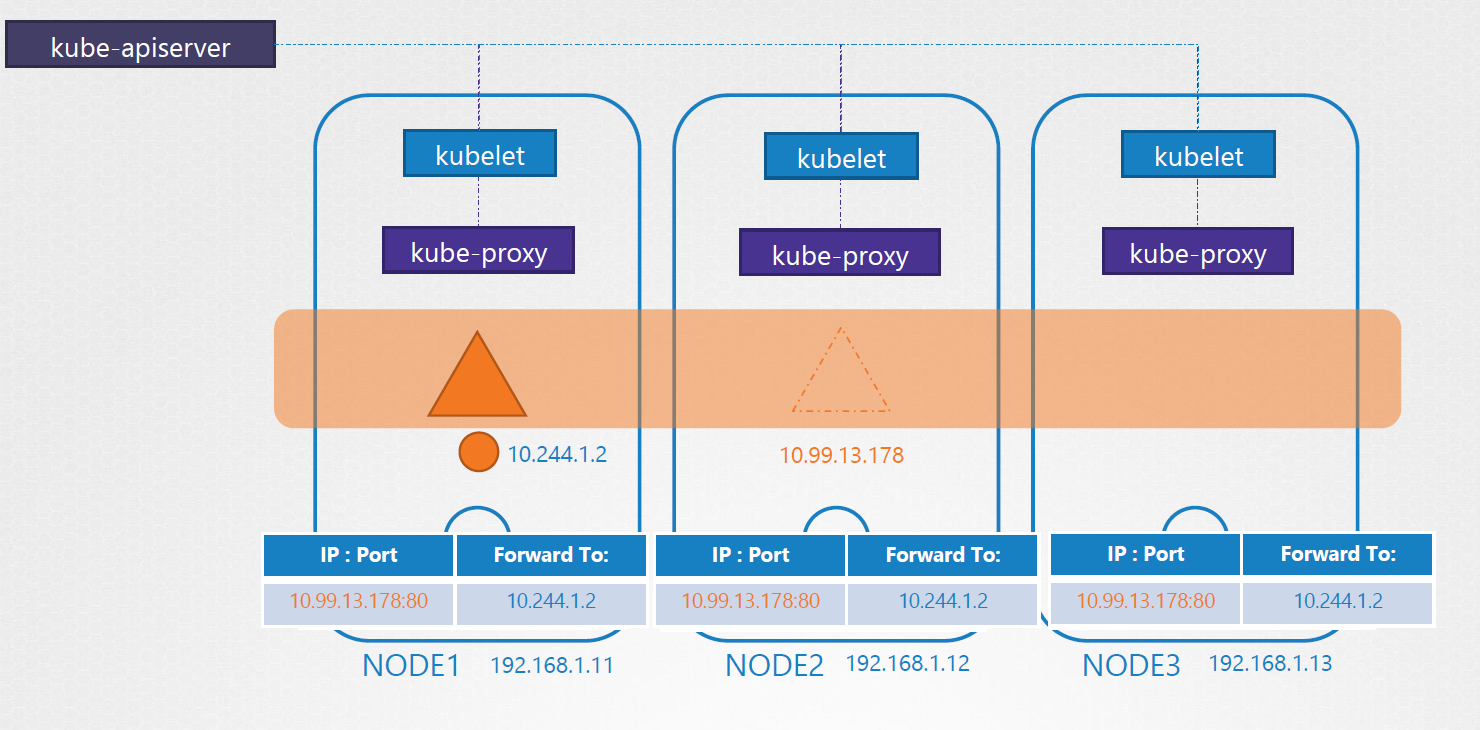 kube-apiserver
kubelet
kubelet
kubelet
kube-proxy
kube-proxy
kube-proxy
10.244.1.2
10.99.13.178
IP : Port Forward To:
10.99.13.178:80 10.244.1.2
IP : Port Forward To:
10.99.13.178:80 10.244.1.2
IP : Port Forward To:
10.99.13.178:80 10.244.1.2
NODE1 192.168.1.11
NODE2 192.168.1.12
NODE3 192.168.1.13